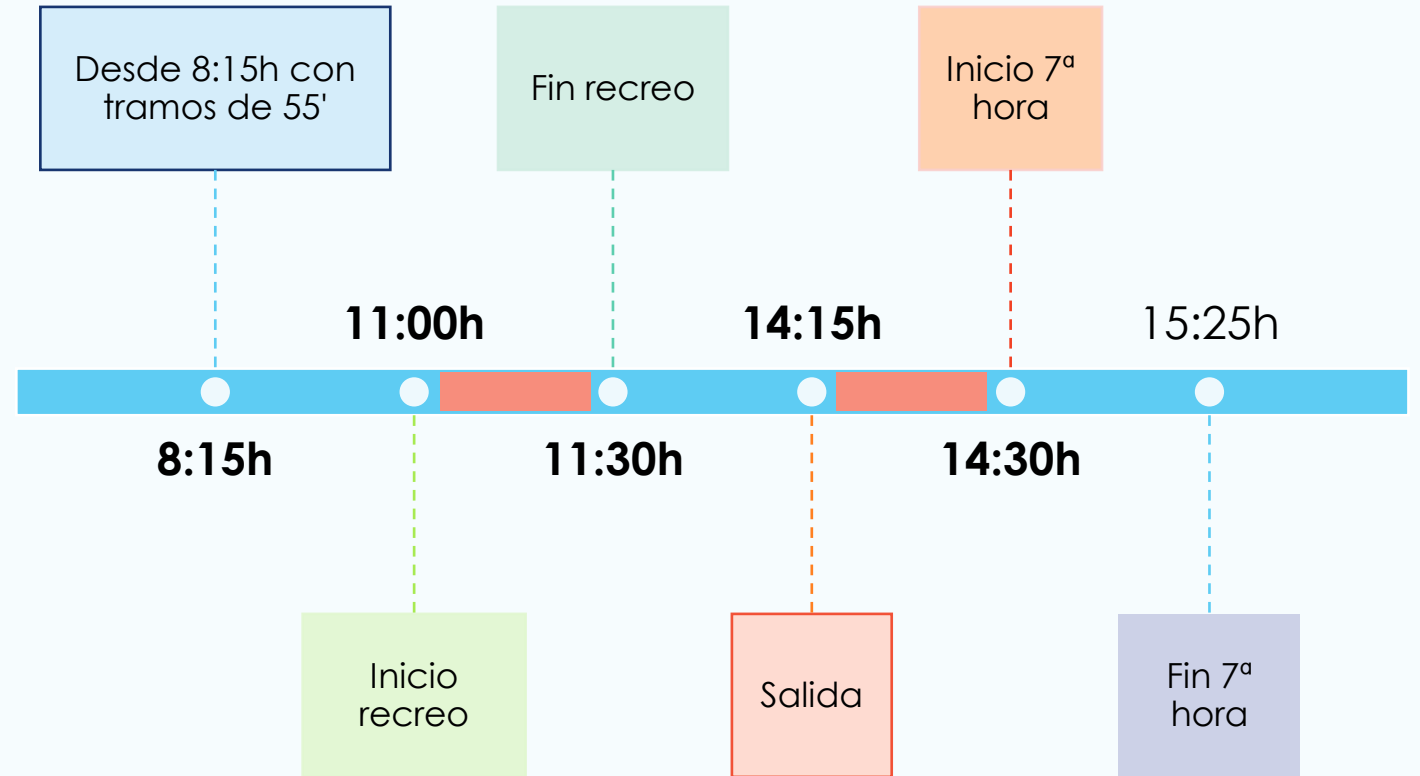 Desde 8:15h con
tramos de 55'
Fin recreo
Inicio 7ª
hora
11:00h
14:15h
15:25h
8:15h
11:30h
14:30h
Inicio
recreo
Salida
Fin 7ª
hora